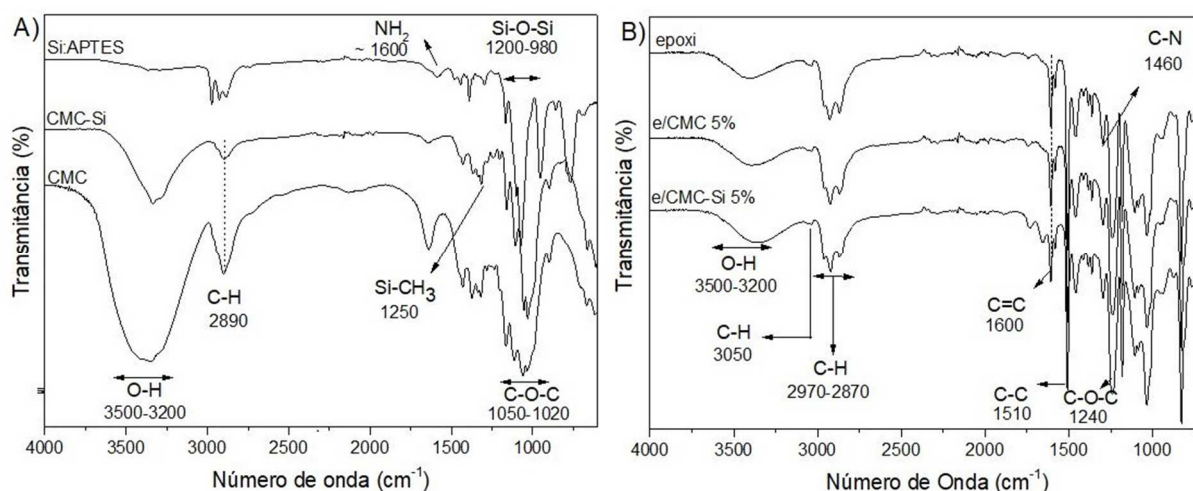 A)
Si:APTES
NH2
~ 1600
Si-O-Si
1200-980
CMC-Si
CMC
Si-CH3
1250
C-H
2890
O-H
3500-3200
C-O-C
1050-1020
Transmitância (%)
4000 3500 3000 2500 2000 1500 1000
Número de onda (cm-1)
B)
epoxi
C-N
1460
e/CMC 5%
e/CMC-Si 5%
O-H
3500-3200
C=C
1600
C-H
3050
C-H
2970-2870
C-C
1510
C-O-C
1240
Transmitância (%)
4000 3500 3000 2500 2000 1500 1000
Número de Onda (cm-1)